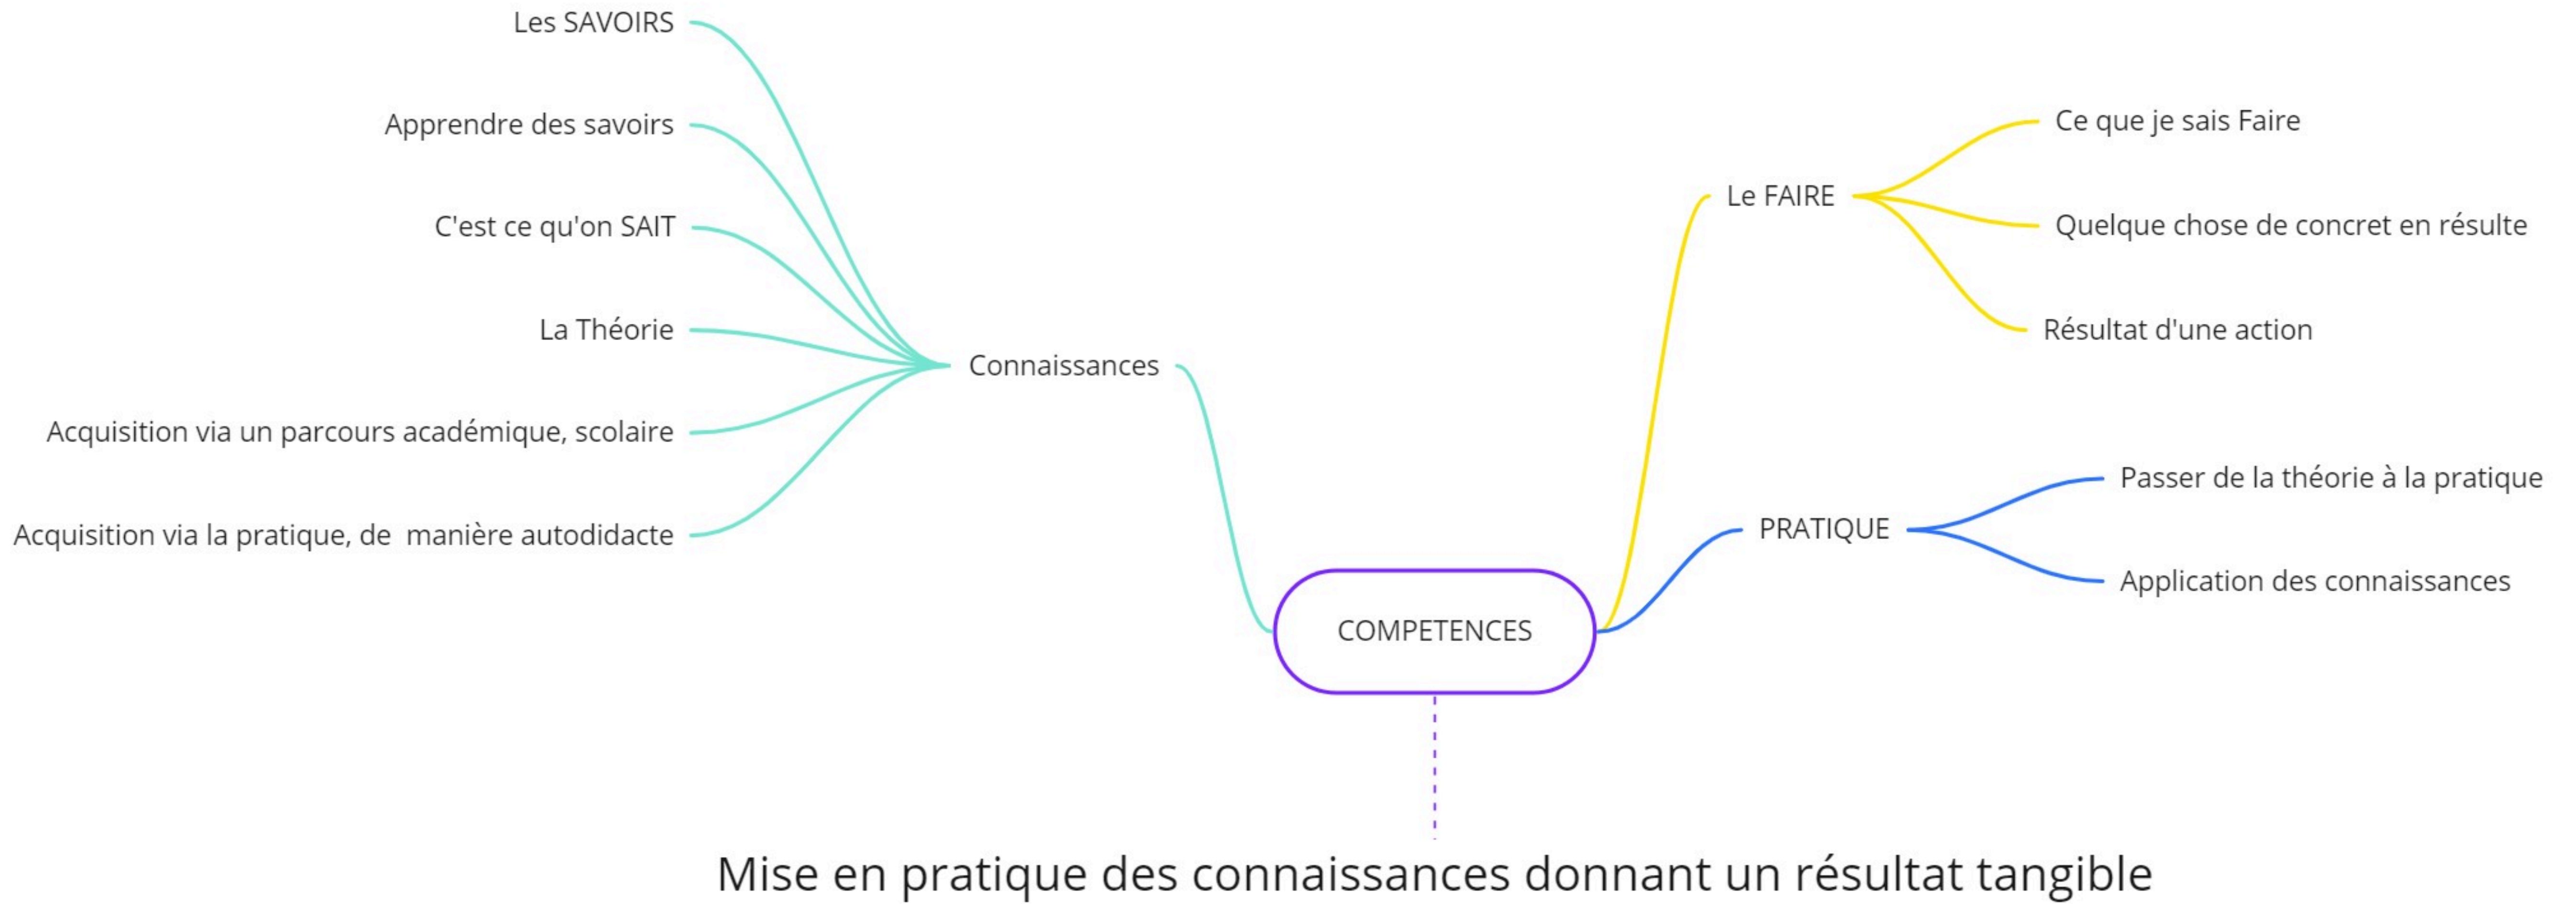 Les SAVOIRS
Apprendre des savoirs
C'est ce qu'on SAIT
La Théorie
Acquisition via un parcours académique, scolaire
Acquisition via la pratique, de  manière autodidacte
Connaissances
COMPETENCES
Le FAIRE
Ce que je sais Faire
Quelque chose de concret en résulte
Résultat d'une action
PRATIQUE
Passer de la théorie à la pratique
Application des connaissances
Mise en pratique des connaissances donnant un résultat tangible